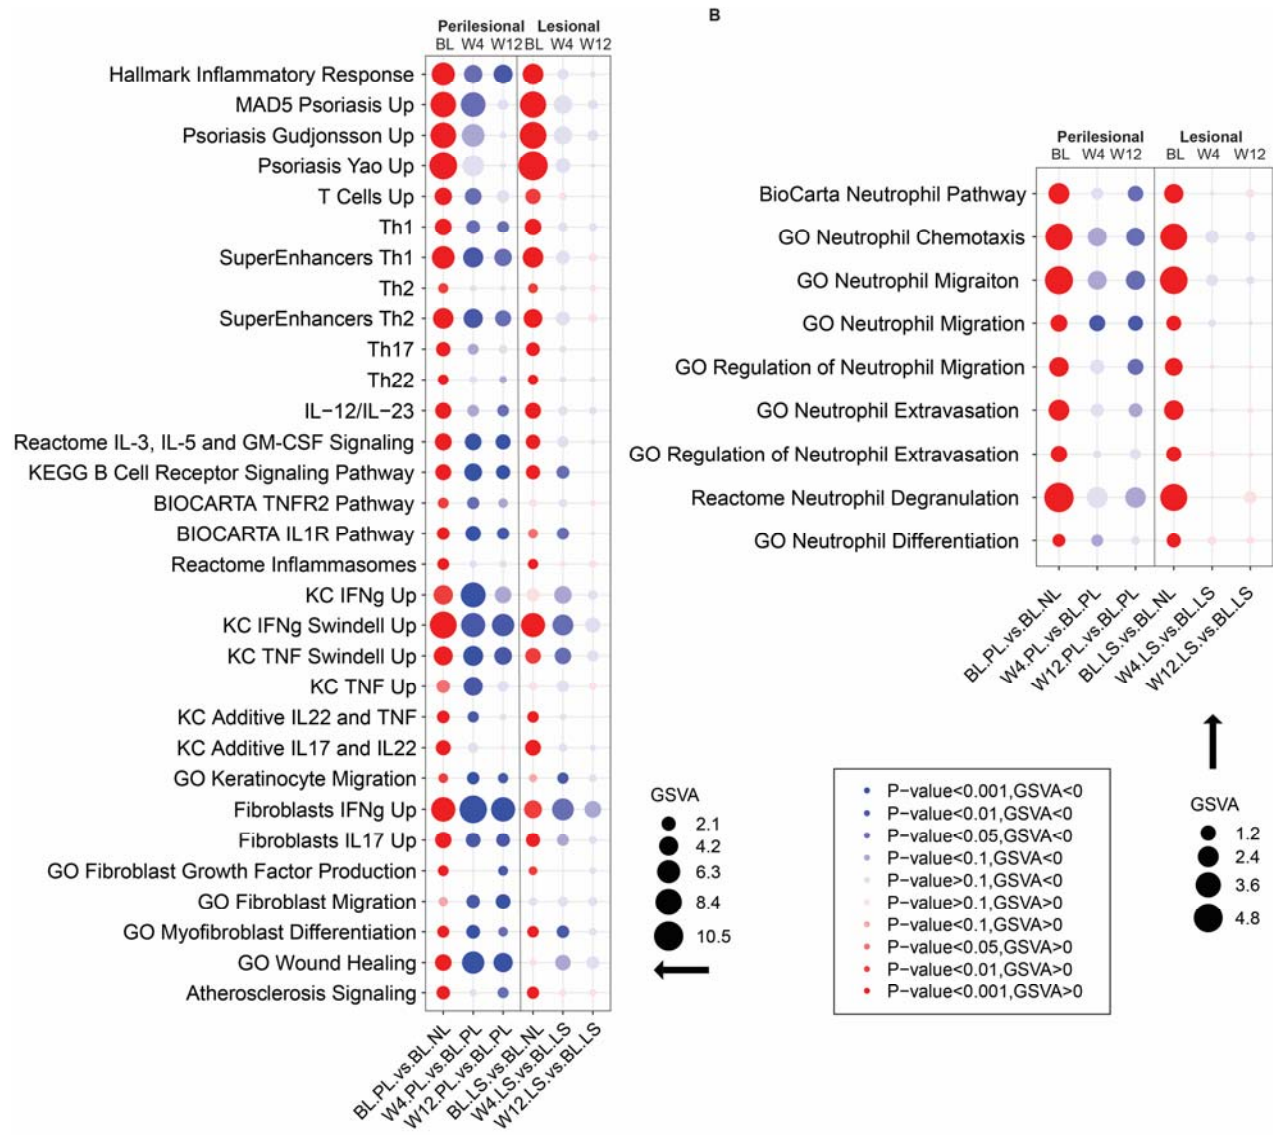 B
Perilesional Lesional
BL W4 W12 BL W4 W12
Hallmark Inflammatory Response
MAD5 Psoriasis Up
Psoriasis Gudjonsson Up
Psoriasis Yao Up
T Cells Up
Th1
SuperEnhancers Th1
Th2
SuperEnhancers Th2
Th17
Th22
IL−12/IL−23
Reactome IL-3, IL-5 and GM-CSF Signaling
KEGG B Cell Receptor Signaling Pathway
BIOCARTA TNFR2 Pathway
BIOCARTA IL1R Pathway
Reactome Inflammasomes
KC IFNg Up
KC IFNg Swindell Up
KC TNF Swindell Up
KC TNF Up
KC Additive IL22 and TNF
KC Additive IL17 and IL22
GO Keratinocyte Migration
Fibroblasts IFNg Up
Fibroblasts IL17 Up
GO Fibroblast Growth Factor Production
GO Fibroblast Migration
GO Myofibroblast Differentiation
GO Wound Healing
Atherosclerosis Signaling
BL.PL.vs.BL.NL
W4.PL.vs.BL.PL
W12.PL.vs.BL.PL
BL.LS.vs.BL.NL
W4.LS.vs.BL.LS
W12.LS.vs.BL.LS
GSVA
2.1
4.2
6.3
8.4
10.5
Perilesional Lesional
BL W4 W12 BL W4 W12
BioCarta Neutrophil Pathway
GO Neutrophil Chemotaxis
GO Neutrophil Migraiton
GO Neutrophil Migration
GO Regulation of Neutrophil Migration
GO Neutrophil Extravasation
GO Regulation of Neutrophil Extravasation
Reactome Neutrophil Degranulation
GO Neutrophil Differentiation
BL.PL.vs.BL.NL
W4.PL.vs.BL.PL
W12.PL.vs.BL.PL
BL.LS.vs.BL.NL
W4.LS.vs.BL.LS
W12.LS.vs.BL.LS
P−value<0.001,GSVA<0
P−value<0.01,GSVA<0
P−value<0.05,GSVA<0
P−value<0.1,GSVA<0
P−value>0.1,GSVA<0
P−value>0.1,GSVA>0
P−value<0.1,GSVA>0
P−value<0.05,GSVA>0
P−value<0.01,GSVA>0
P−value<0.001,GSVA>0
GSVA
1.2
2.4
3.6
4.8